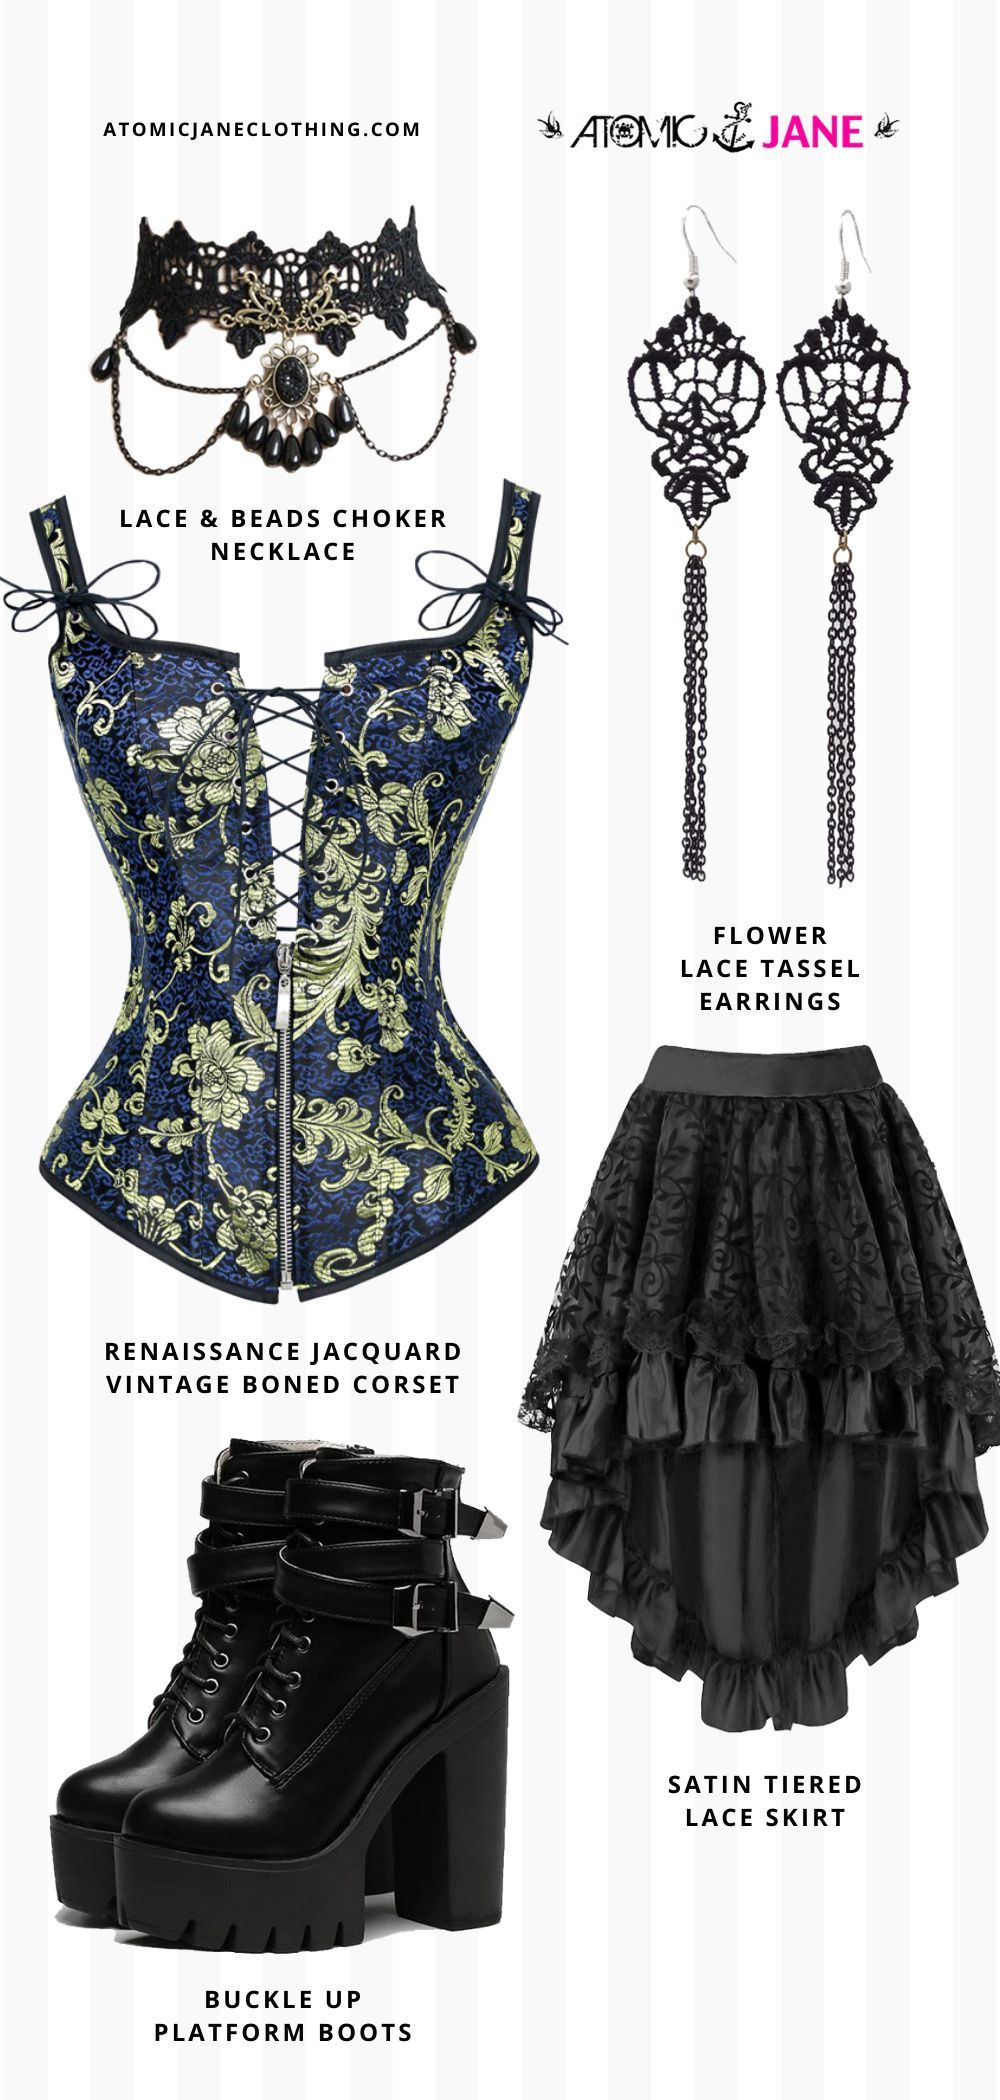 ATOMICJANECLOTHING.COM
ATOMIC JANE
LACE & BEADS CHOKER
NECKLACE
FLOWER
LACE TASSEL
EARRINGS
RENAISSANCE JACQUARD
VINTAGE BONED CORSET
SATIN TIERED
LACE SKIRT
BUCKLE UP
PLATFORM BOOTS